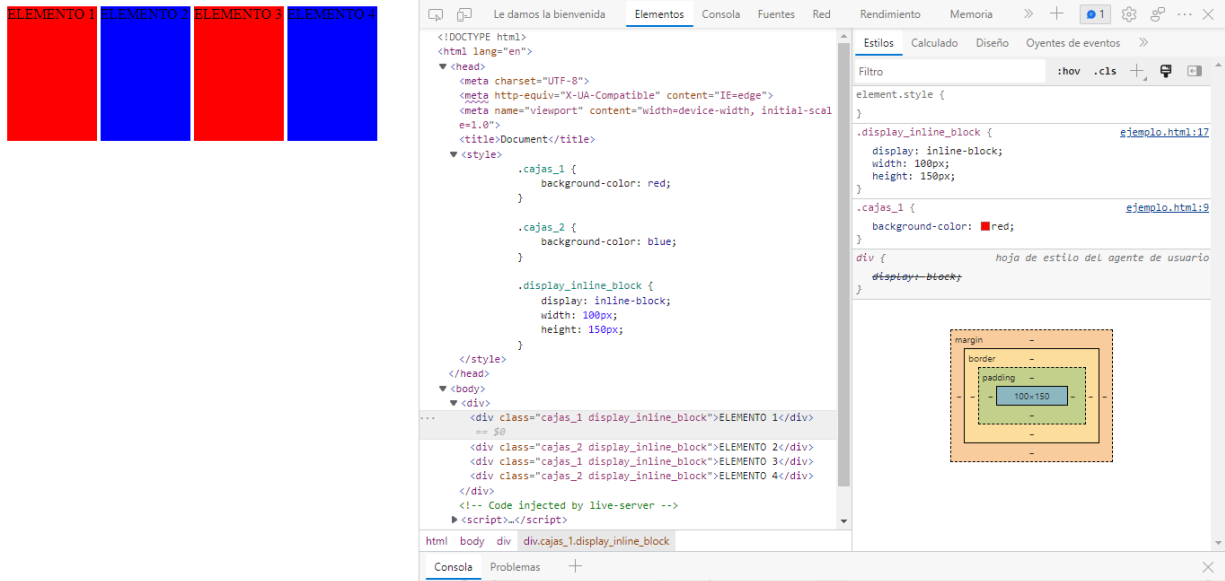 ELEMENTO 1 ELEMENTO 2 ELEMENTO 3 ELEMENTO 4
Le damos la bienvenida Elementos Consola Fuentes Red Rendimiento Memoria » + 1 ··· ×
<!DOCTYPE html>
<html lang="en">
▼<head>
<meta charset="UTF-8">
<meta http-equiv="X-UA-Compatible" content="IE=edge">
<meta name="viewport" content="width=device-width, initial-scal
e=1.0">
<title>Document</title>
▼<style>
.cajas_1 {
background-color: red;
}
.cajas_2 {
background-color: blue;
}
.display_inline_block {
display: inline-block;
width: 100px;
height: 150px;
}
</style>
</head>
▼<body>
▼<div>
··· <div class="cajas_1 display_inline_block">ELEMENTO 1</div>
== $0
<div class="cajas_2 display_inline_block">ELEMENTO 2</div>
<div class="cajas_1 display_inline_block">ELEMENTO 3</div>
<div class="cajas_2 display_inline_block">ELEMENTO 4</div>
</div>
<!-- Code injected by live-server -->
▶<script>…</script>
html body div div.cajas_1.display_inline_block
Consola Problemas +
Estilos Calculado Diseño Oyentes de eventos »
Filtro :hov .cls +
element.style {
}
.display_inline_block { ejemplo.html:17
display: inline-block;
width: 100px;
height: 150px;
}
.cajas_1 { ejemplo.html:9
background-color: red;
}
div { hoja de estilo del agente de usuario
display: block;
}
margin –
border –
padding –
– – – 100×150 – – –
–
–
–